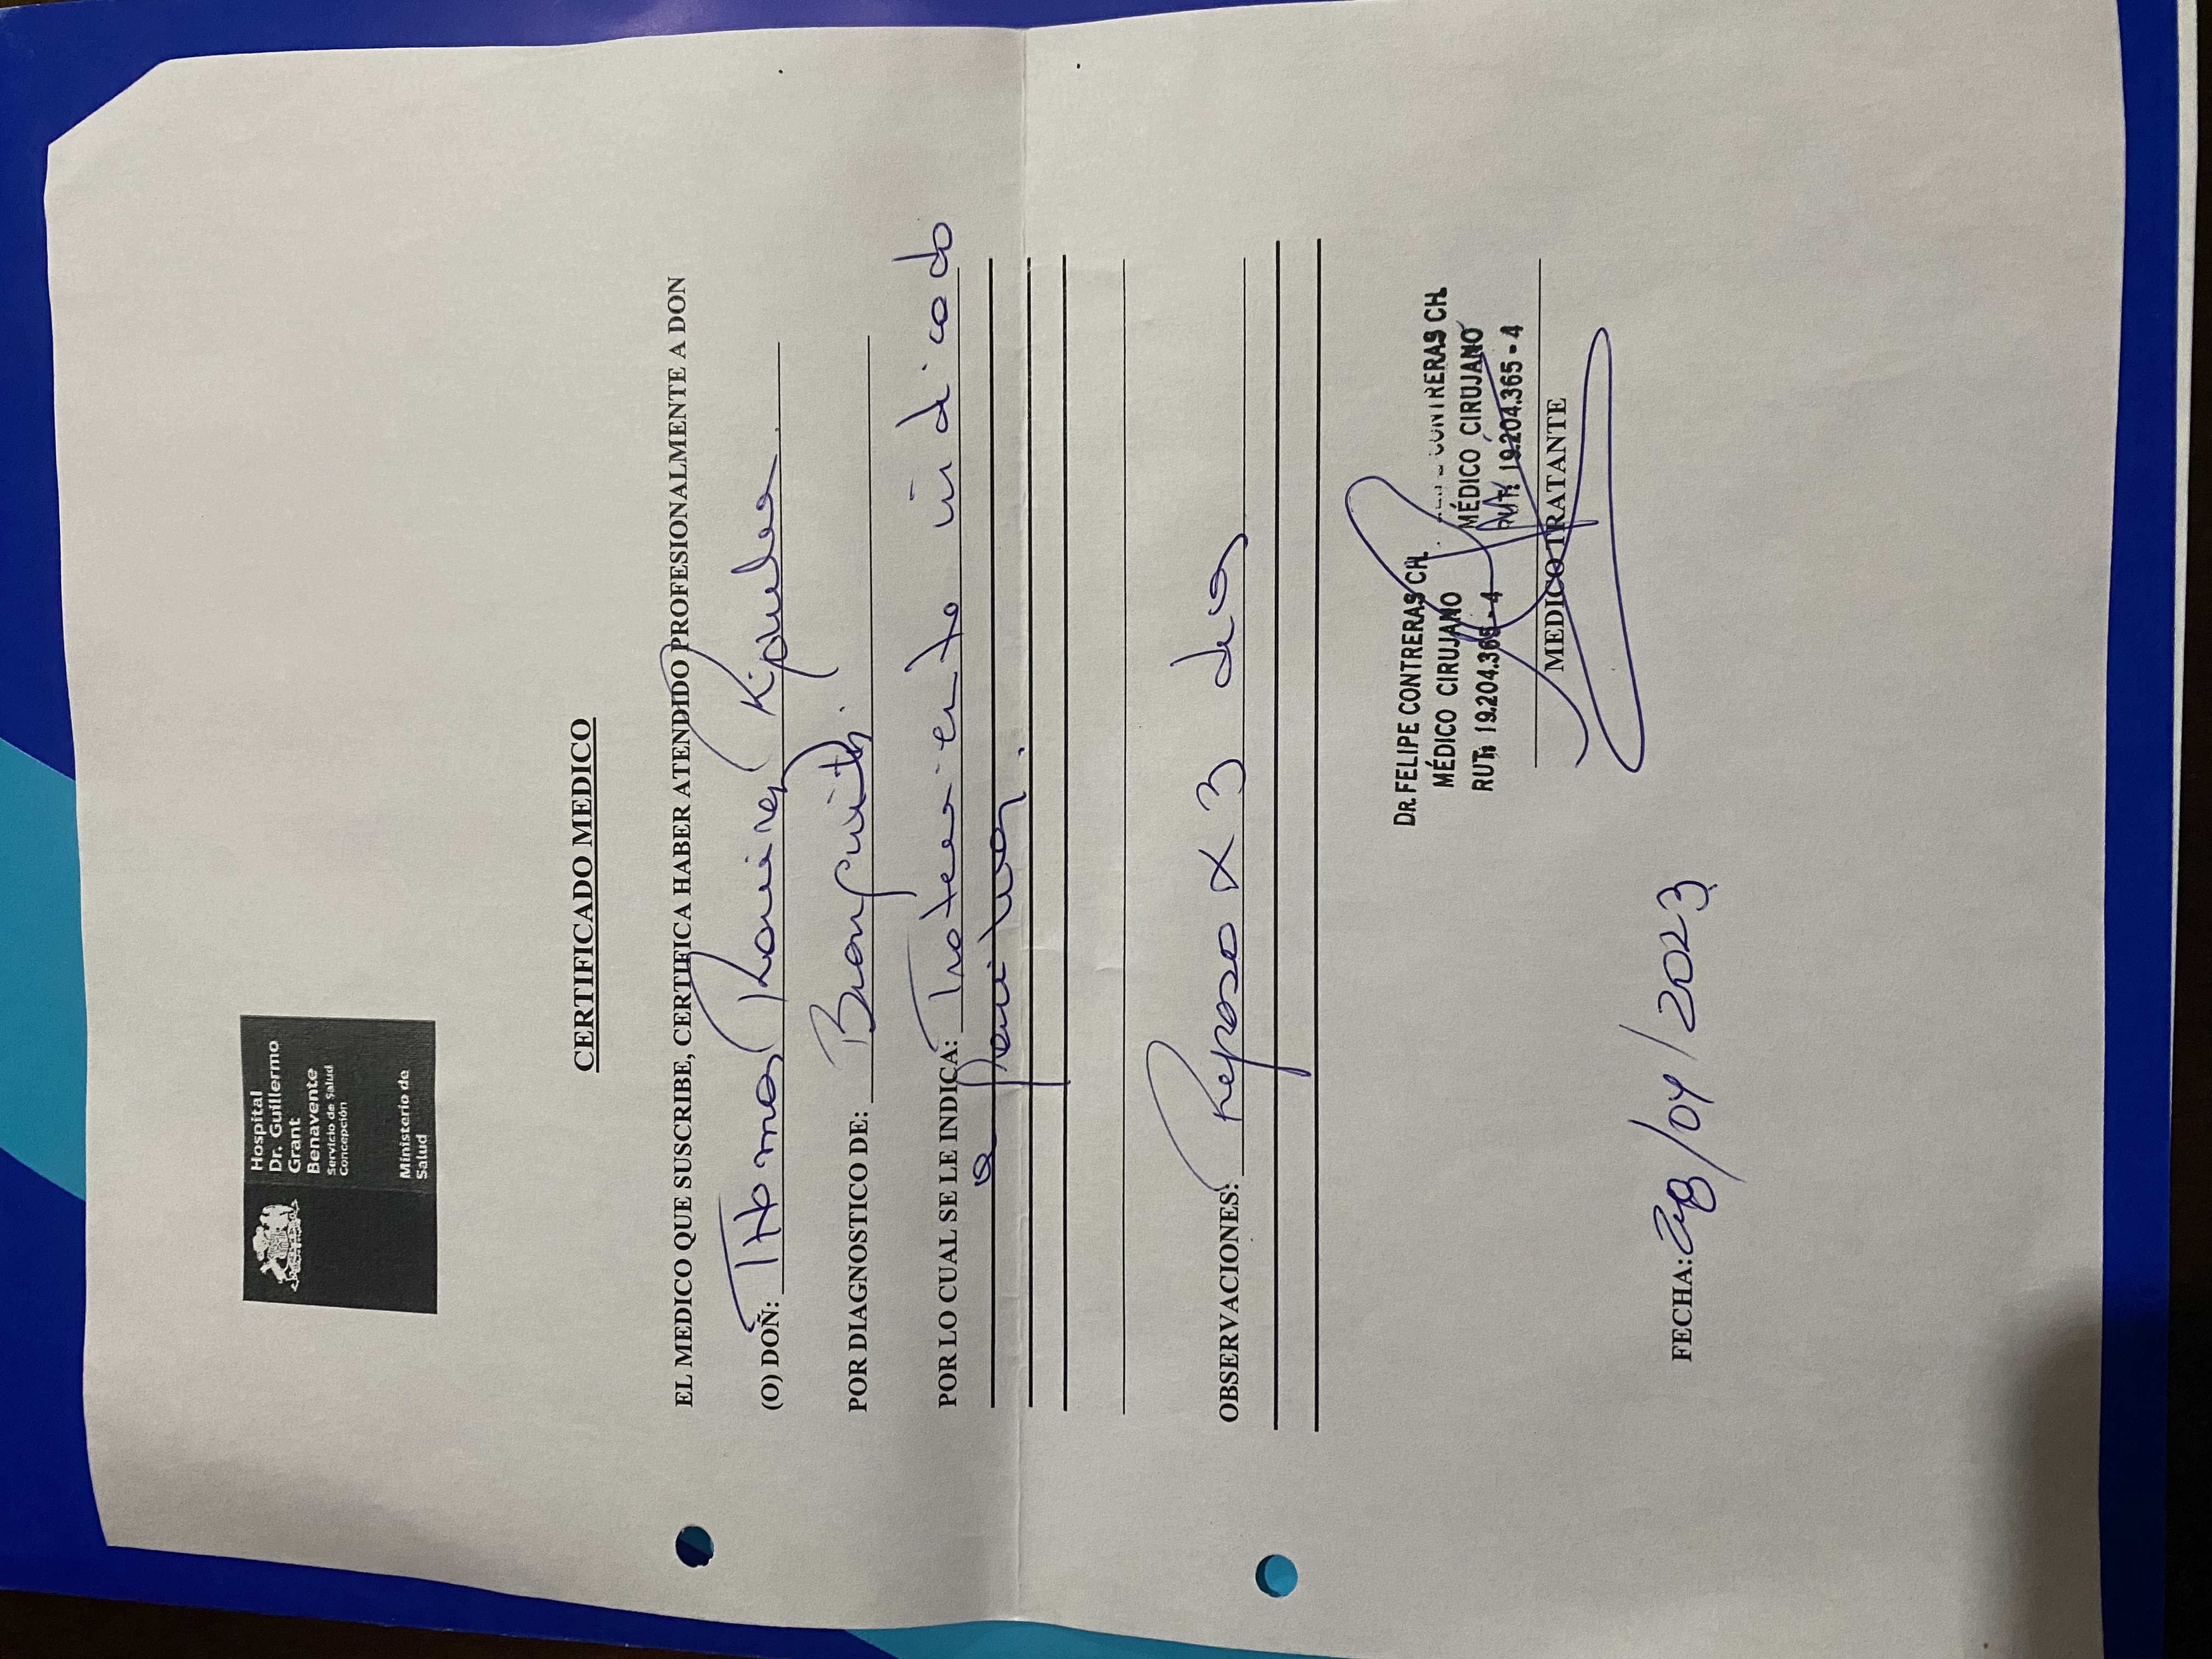 Hospital
Dr. Guillermo
Grant
Benavente
Servicio de Salud
Concepción
Ministerio de
Salud
CERTIFICADO MEDICO
EL MEDICO QUE SUSCRIBE, CERTIFICA HABER ATENDIDO PROFESIONALMENTE A DON
(O) DOÑ: THomas Ramirez Riquelme
POR DIAGNOSTICO DE: Bronquitis.
POR LO CUAL SE LE INDICA: Tratamiento indicado
a familiar.
OBSERVACIONES: Reposo x 3 dias
DR. FELIPE CONTRERAS CH.
MÉDICO CIRUJANO
RUT: 19.204.365-4
CONTRERAS CH.
MÉDICO CIRUJANO
RUT: 19.204.365-4
MEDICO TRATANTE
FECHA: 28/04/2023